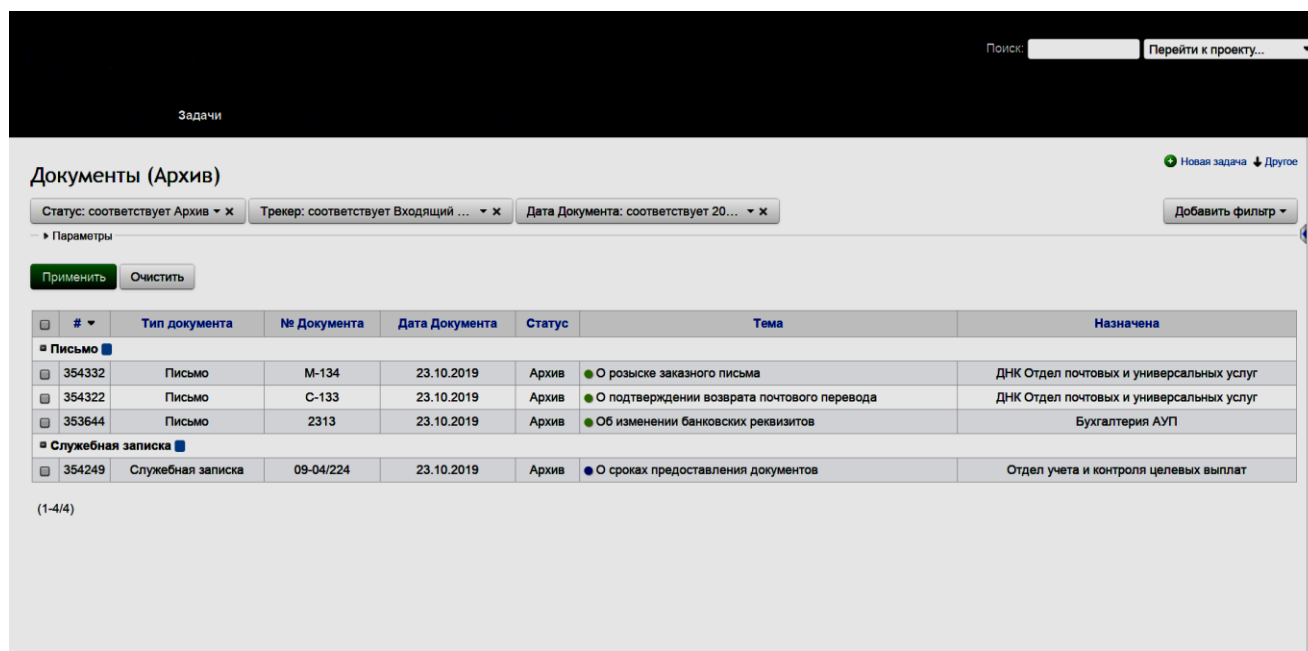 Поиск: Перейти к проекту...
Задачи
Новая задача Другое
Документы (Архив)
Статус: соответствует Архив Трекер: соответствует Входящий ... Дата Документа: соответствует 20... Добавить фильтр
Параметры
Применить Очистить
# Тип документа № Документа Дата Документа Статус Тема Назначена
Письмо
354332 Письмо М-134 23.10.2019 Архив О розыске заказного письма ДНК Отдел почтовых и универсальных услуг
354322 Письмо С-133 23.10.2019 Архив О подтверждении возврата почтового перевода ДНК Отдел почтовых и универсальных услуг
353644 Письмо 2313 23.10.2019 Архив Об изменении банковских реквизитов Бухгалтерия АУП
Служебная записка
354249 Служебная записка 09-04/224 23.10.2019 Архив О сроках предоставления документов Отдел учета и контроля целевых выплат
(1-4/4)